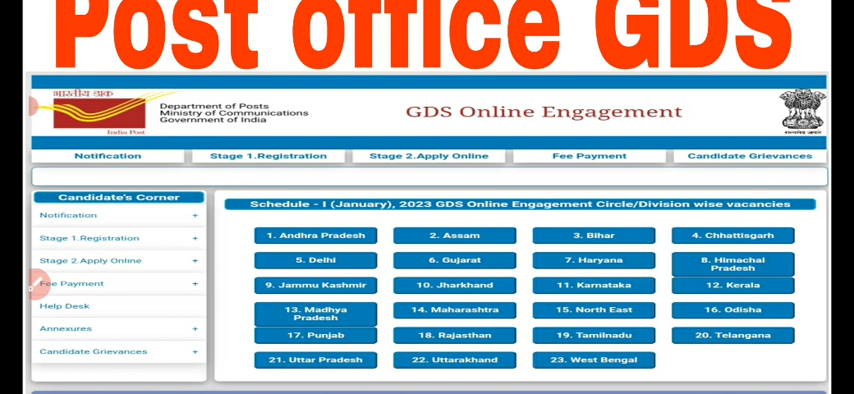 Post office GDS
भारतीय डाक
India Post
Department of Posts
Ministry of Communications
Government of India
GDS Online Engagement
Notification
Stage 1.Registration
Stage 2.Apply Online
Fee Payment
Candidate Grievances
Candidate's Corner
Notification +
Stage 1.Registration +
Stage 2.Apply Online +
Fee Payment +
Help Desk
Annexures +
Candidate Grievances +
Schedule - I (January), 2023 GDS Online Engagement Circle/Division wise vacancies
1. Andhra Pradesh
2. Assam
3. Bihar
4. Chhattisgarh
5. Delhi
6. Gujarat
7. Haryana
8. Himachal
Pradesh
9. Jammu Kashmir
10. Jharkhand
11. Karnataka
12. Kerala
13. Madhya
Pradesh
14. Maharashtra
15. North East
16. Odisha
17. Punjab
18. Rajasthan
19. Tamilnadu
20. Telangana
21. Uttar Pradesh
22. Uttarakhand
23. West Bengal